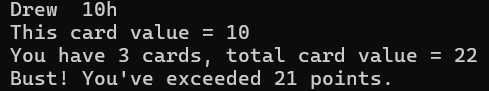 Drew  10h
This card value = 10
You have 3 cards, total card value = 22
Bust! You've exceeded 21 points.